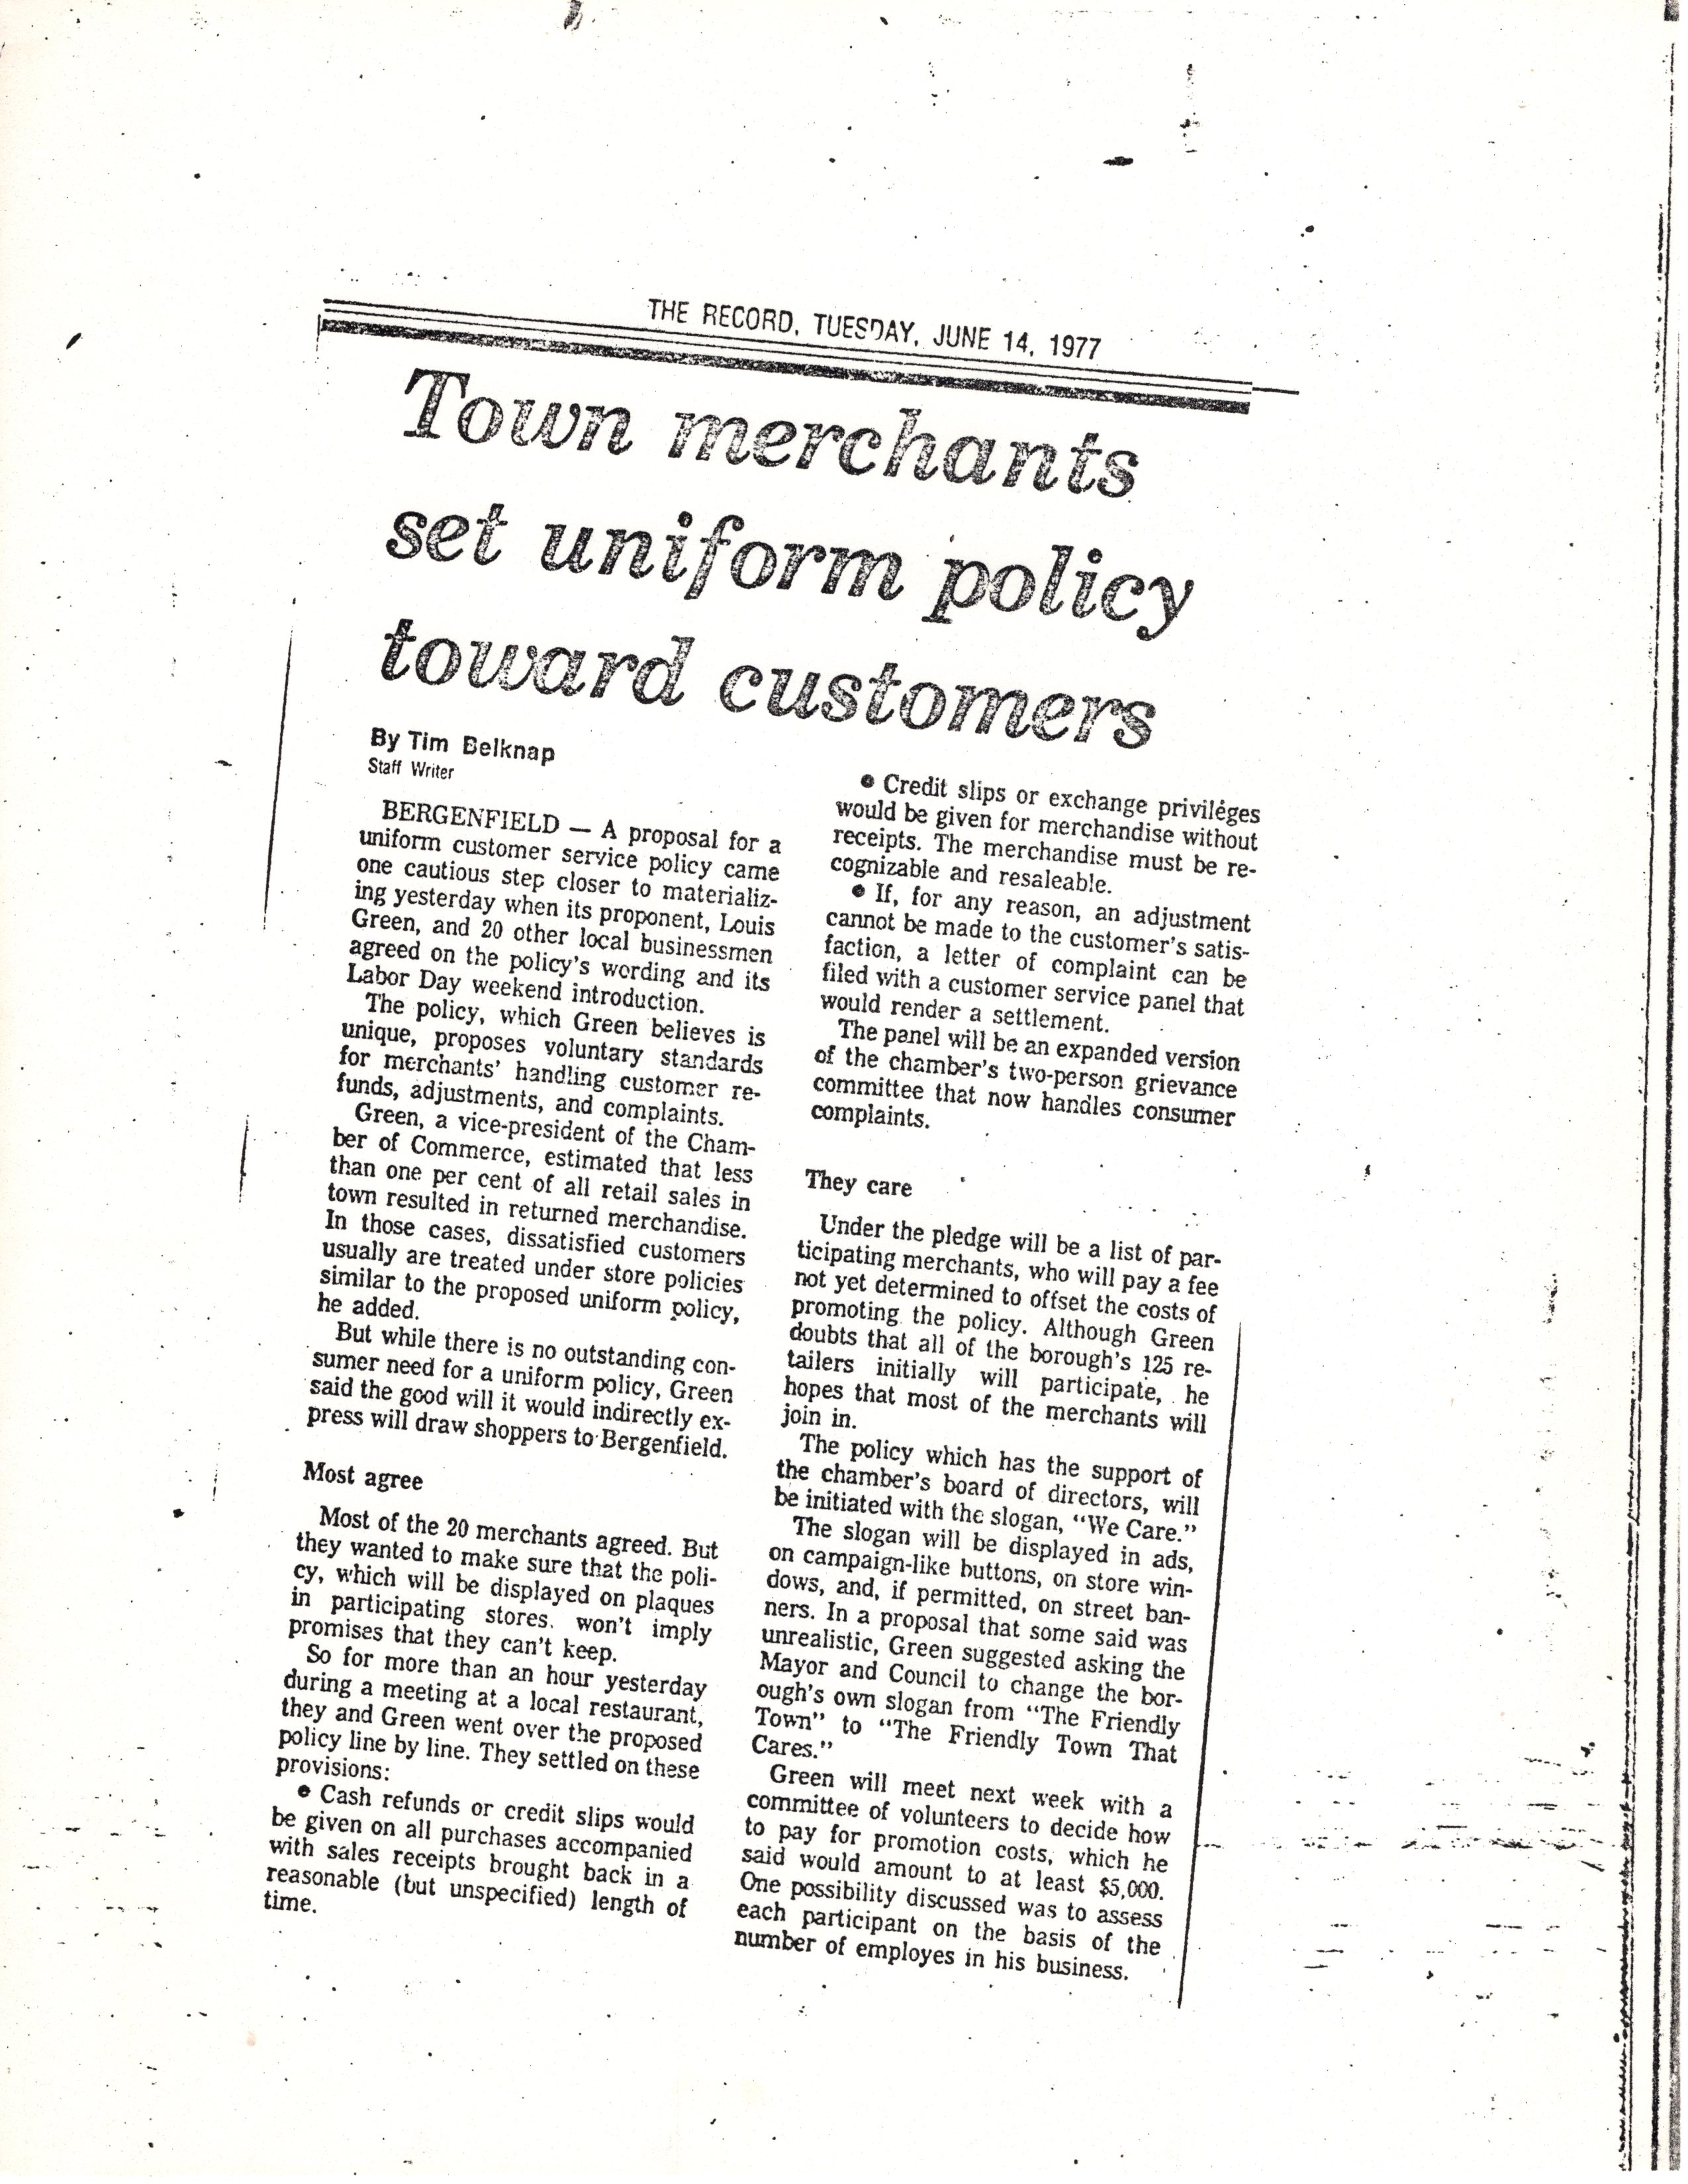 THE RECORD, TUESDAY, JUNE 14, 1977
Town merchants
set uniform policy
toward customers
By Tim Belknap
Staff Writer
BERGENFIELD — A proposal for a
uniform customer service policy came
one cautious step closer to materializ-
ing yesterday when its proponent, Louis
Green, and 20 other local businessmen
agreed on the policy's wording and its
Labor Day weekend introduction.
The policy, which Green believes is
unique, proposes voluntary standards
for merchants' handling customer re-
funds, adjustments, and complaints.
Green, a vice-president of the Cham-
ber of Commerce, estimated that less
than one per cent of all retail sales in
town resulted in returned merchandise.
In those cases, dissatisfied customers
usually are treated under store policies
similar to the proposed uniform policy,
he added.
But while there is no outstanding con-
sumer need for a uniform policy, Green
said the good will it would indirectly ex-
press will draw shoppers to Bergenfield.
Most agree
Most of the 20 merchants agreed. But
they wanted to make sure that the poli-
cy, which will be displayed on plaques
in participating stores, won't imply
promises that they can't keep.
So for more than an hour yesterday
during a meeting at a local restaurant,
they and Green went over the proposed
policy line by line. They settled on these
provisions:
• Cash refunds or credit slips would
be given on all purchases accompanied
with sales receipts brought back in a
reasonable (but unspecified) length of
time.
• Credit slips or exchange privileges
would be given for merchandise without
receipts. The merchandise must be re-
cognizable and resaleable.
• If, for any reason, an adjustment
cannot be made to the customer's satis-
faction, a letter of complaint can be
filed with a customer service panel that
would render a settlement.
The panel will be an expanded version
of the chamber's two-person grievance
committee that now handles consumer
complaints.
They care
Under the pledge will be a list of par-
ticipating merchants, who will pay a fee
not yet determined to offset the costs of
promoting the policy. Although Green
doubts that all of the borough's 125 re-
tailers initially will participate, he
hopes that most of the merchants will
join in.
The policy which has the support of
the chamber's board of directors, will
be initiated with the slogan, "We Care."
The slogan will be displayed in ads,
on campaign-like buttons, on store win-
dows, and, if permitted, on street ban-
ners. In a proposal that some said was
unrealistic, Green suggested asking the
Mayor and Council to change the bor-
ough's own slogan from "The Friendly
Town" to "The Friendly Town That
Cares."
Green will meet next week with a
committee of volunteers to decide how
to pay for promotion costs, which he
said would amount to at least $5,000.
One possibility discussed was to assess
each participant on the basis of the
number of employes in his business.